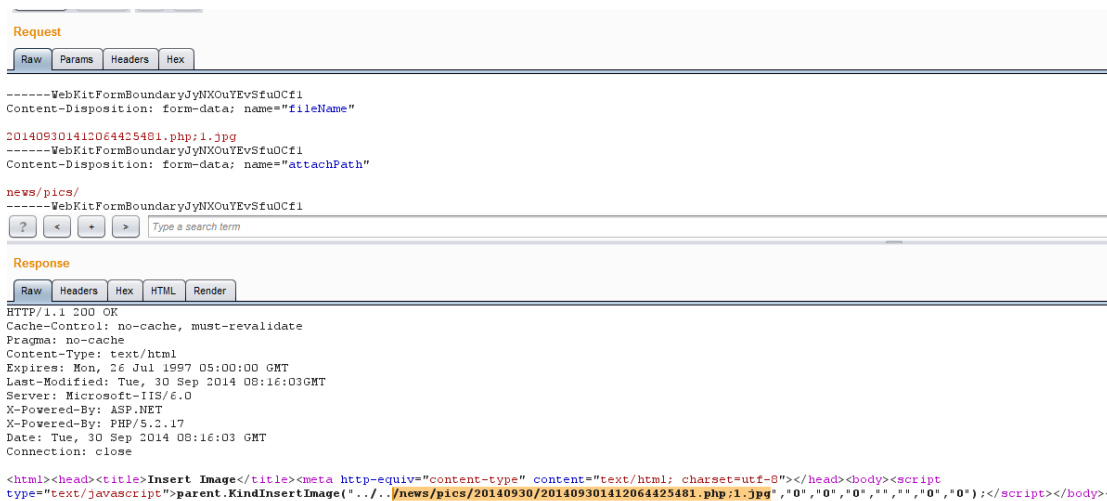 Request
Raw Params Headers Hex
------WebKitFormBoundaryJyNXOuYEvSfuOCf1
Content-Disposition: form-data; name="fileName"
201409301412064425481.php;1.jpg
------WebKitFormBoundaryJyNXOuYEvSfuOCf1
Content-Disposition: form-data; name="attachPath"
news/pics/
------WebKitFormBoundaryJyNXOuYEvSfuOCf1
? < + > Type a search term
Response
Raw Headers Hex HTML Render
HTTP/1.1 200 OK
Cache-Control: no-cache, must-revalidate
Pragma: no-cache
Content-Type: text/html
Expires: Mon, 26 Jul 1997 05:00:00 GMT
Last-Modified: Tue, 30 Sep 2014 08:16:03GMT
Server: Microsoft-IIS/6.0
X-Powered-By: ASP.NET
X-Powered-By: PHP/5.2.17
Date: Tue, 30 Sep 2014 08:16:03 GMT
Connection: close
<html><head><title>Insert Image</title><meta http-equiv="content-type" content="text/html; charset=utf-8"></head><body><script
type="text/javascript">parent.KindInsertImage("../../news/pics/20140930/201409301412064425481.php;1.jpg","0","0","0","","","0","0");</script></body>